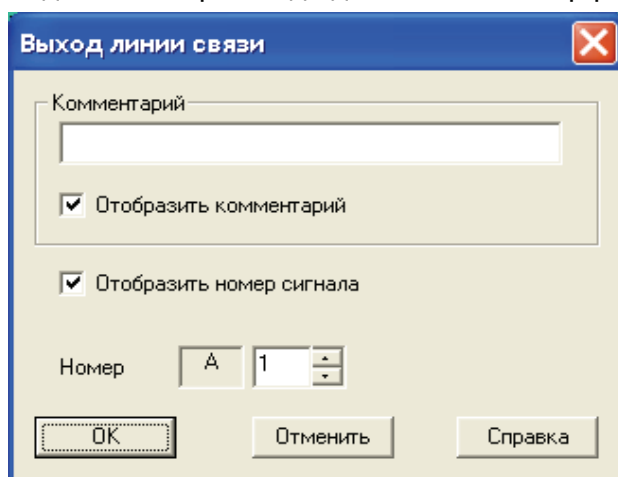 Выход линии связи
Комментарий
Отобразить комментарий
Отобразить номер сигнала
Номер A 1
OK Отменить Справка